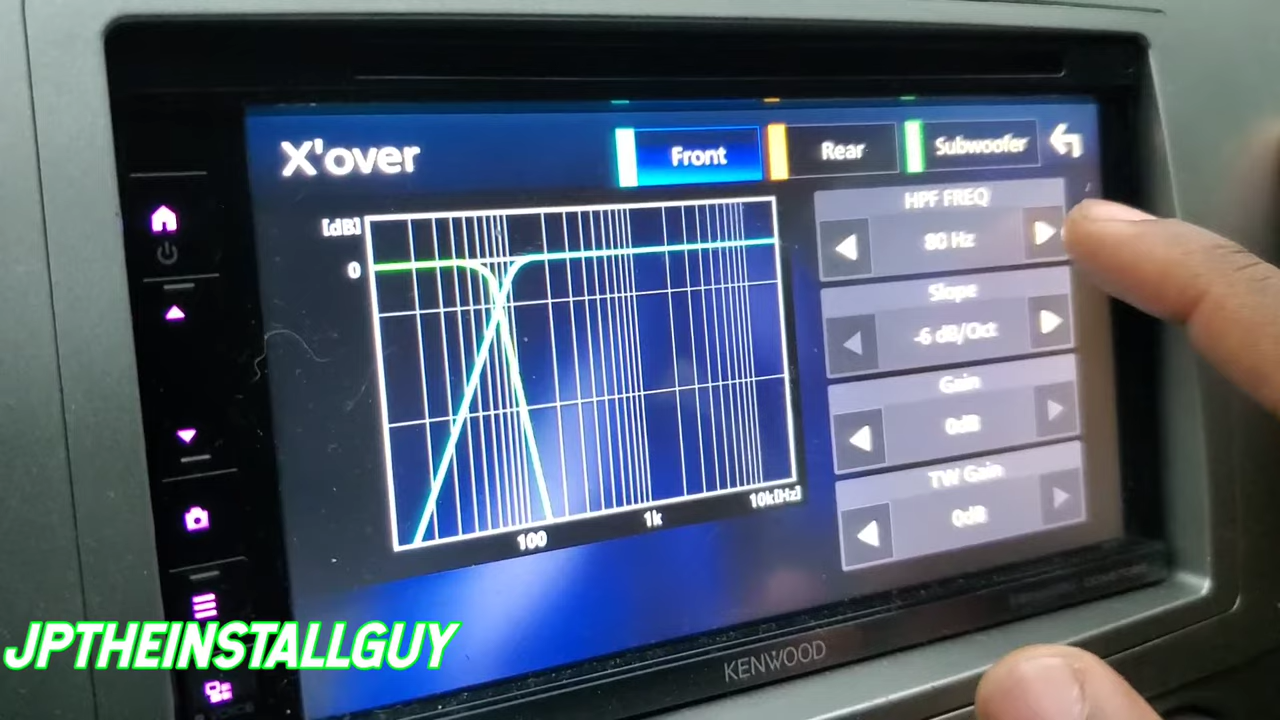 X'over
Front
Rear
Subwoofer
[dB]
0
HPF FREQ
80 Hz
Slope
-6 dB/Oct
Gain
0dB
TW Gain
0dB
100
1k
10k[Hz]
JPTHEINSTALLGUY
KENWOOD